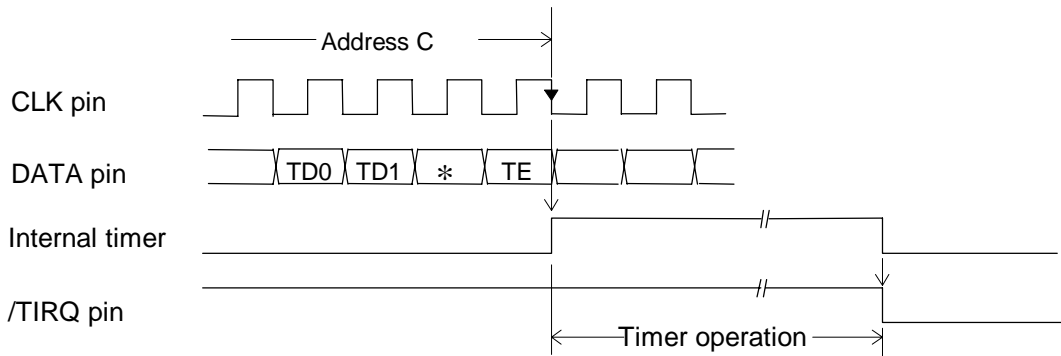 Address C
CLK pin
DATA pin
TD0 TD1 * TE
Internal timer
/TIRQ pin
Timer operation